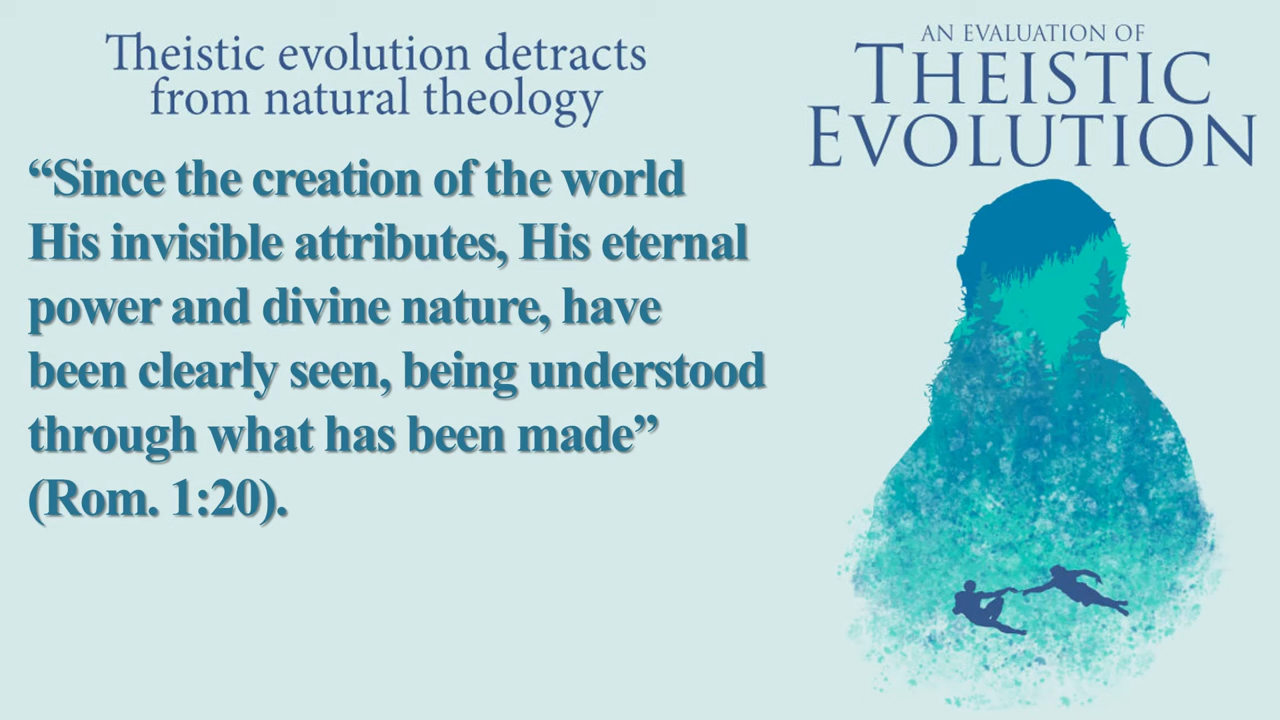 Theistic evolution detracts
from natural theology
“Since the creation of the world
His invisible attributes, His eternal
power and divine nature, have
been clearly seen, being understood
through what has been made”
(Rom. 1:20).
AN EVALUATION OF
THEISTIC
EVOLUTION